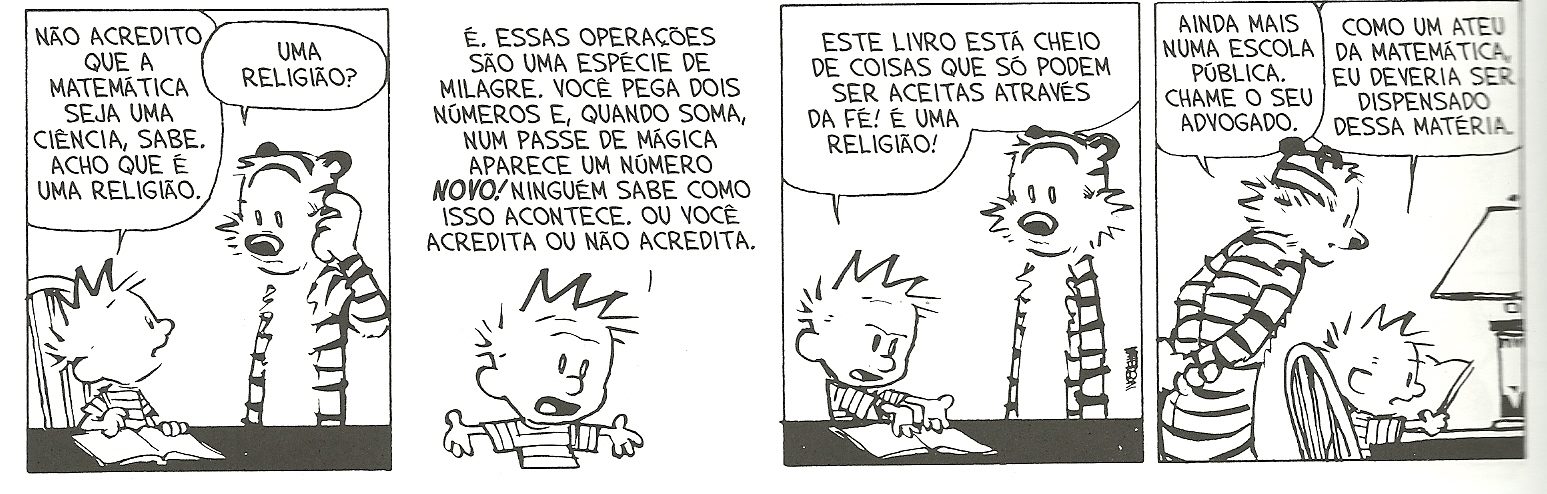 NÃO ACREDITO
QUE A
MATEMÁTICA
SEJA UMA
CIÊNCIA, SABE.
ACHO QUE É
UMA RELIGIÃO.
UMA
RELIGIÃO?
É. ESSAS OPERAÇÕES
SÃO UMA ESPÉCIE DE
MILAGRE. VOCÊ PEGA DOIS
NÚMEROS E, QUANDO SOMA,
NUM PASSE DE MÁGICA
APARECE UM NÚMERO
NOVO! NINGUÉM SABE COMO
ISSO ACONTECE. OU VOCÊ
ACREDITA OU NÃO ACREDITA.
ESTE LIVRO ESTÁ CHEIO
DE COISAS QUE SÓ PODEM
SER ACEITAS ATRAVÉS
DA FÉ! É UMA
RELIGIÃO!
AINDA MAIS
NUMA ESCOLA
PÚBLICA.
CHAME O SEU
ADVOGADO.
COMO UM ATEU
DA MATEMÁTICA,
EU DEVERIA SER
DISPENSADO
DESSA MATÉRIA.